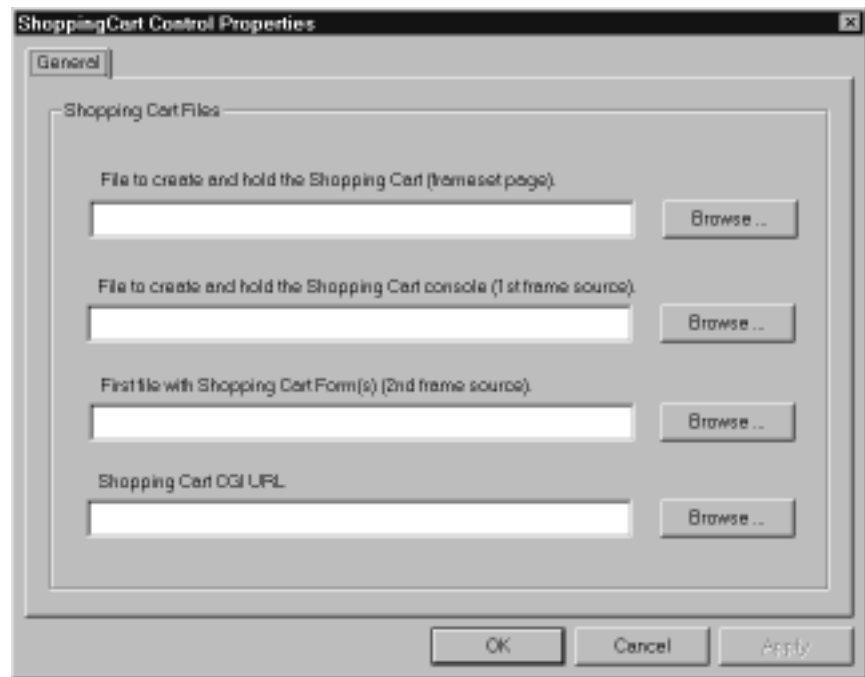 ShoppingCart Control Properties
General
Shopping Cart Files
File to create and hold the Shopping Cart (frameset page).
Browse ...
File to create and hold the Shopping Cart console (1st frame source).
Browse ...
First file with Shopping Cart Form(s) (2nd frame source).
Browse ...
Shopping Cart CGI URL
Browse ...
OK Cancel Apply